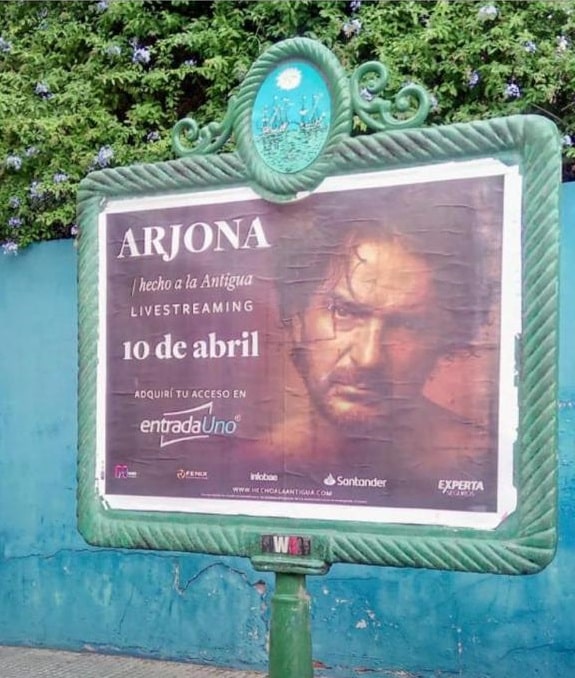 ARJONA
/ hecho a la Antigua
LIVESTREAMING
10 de abril
ADQUIRÍ TU ACCESO EN
entradaUno
FENIX
infobae
Santander
EXPERTA
SEGUROS
WWW.HECHOALAANTIGUA.COM